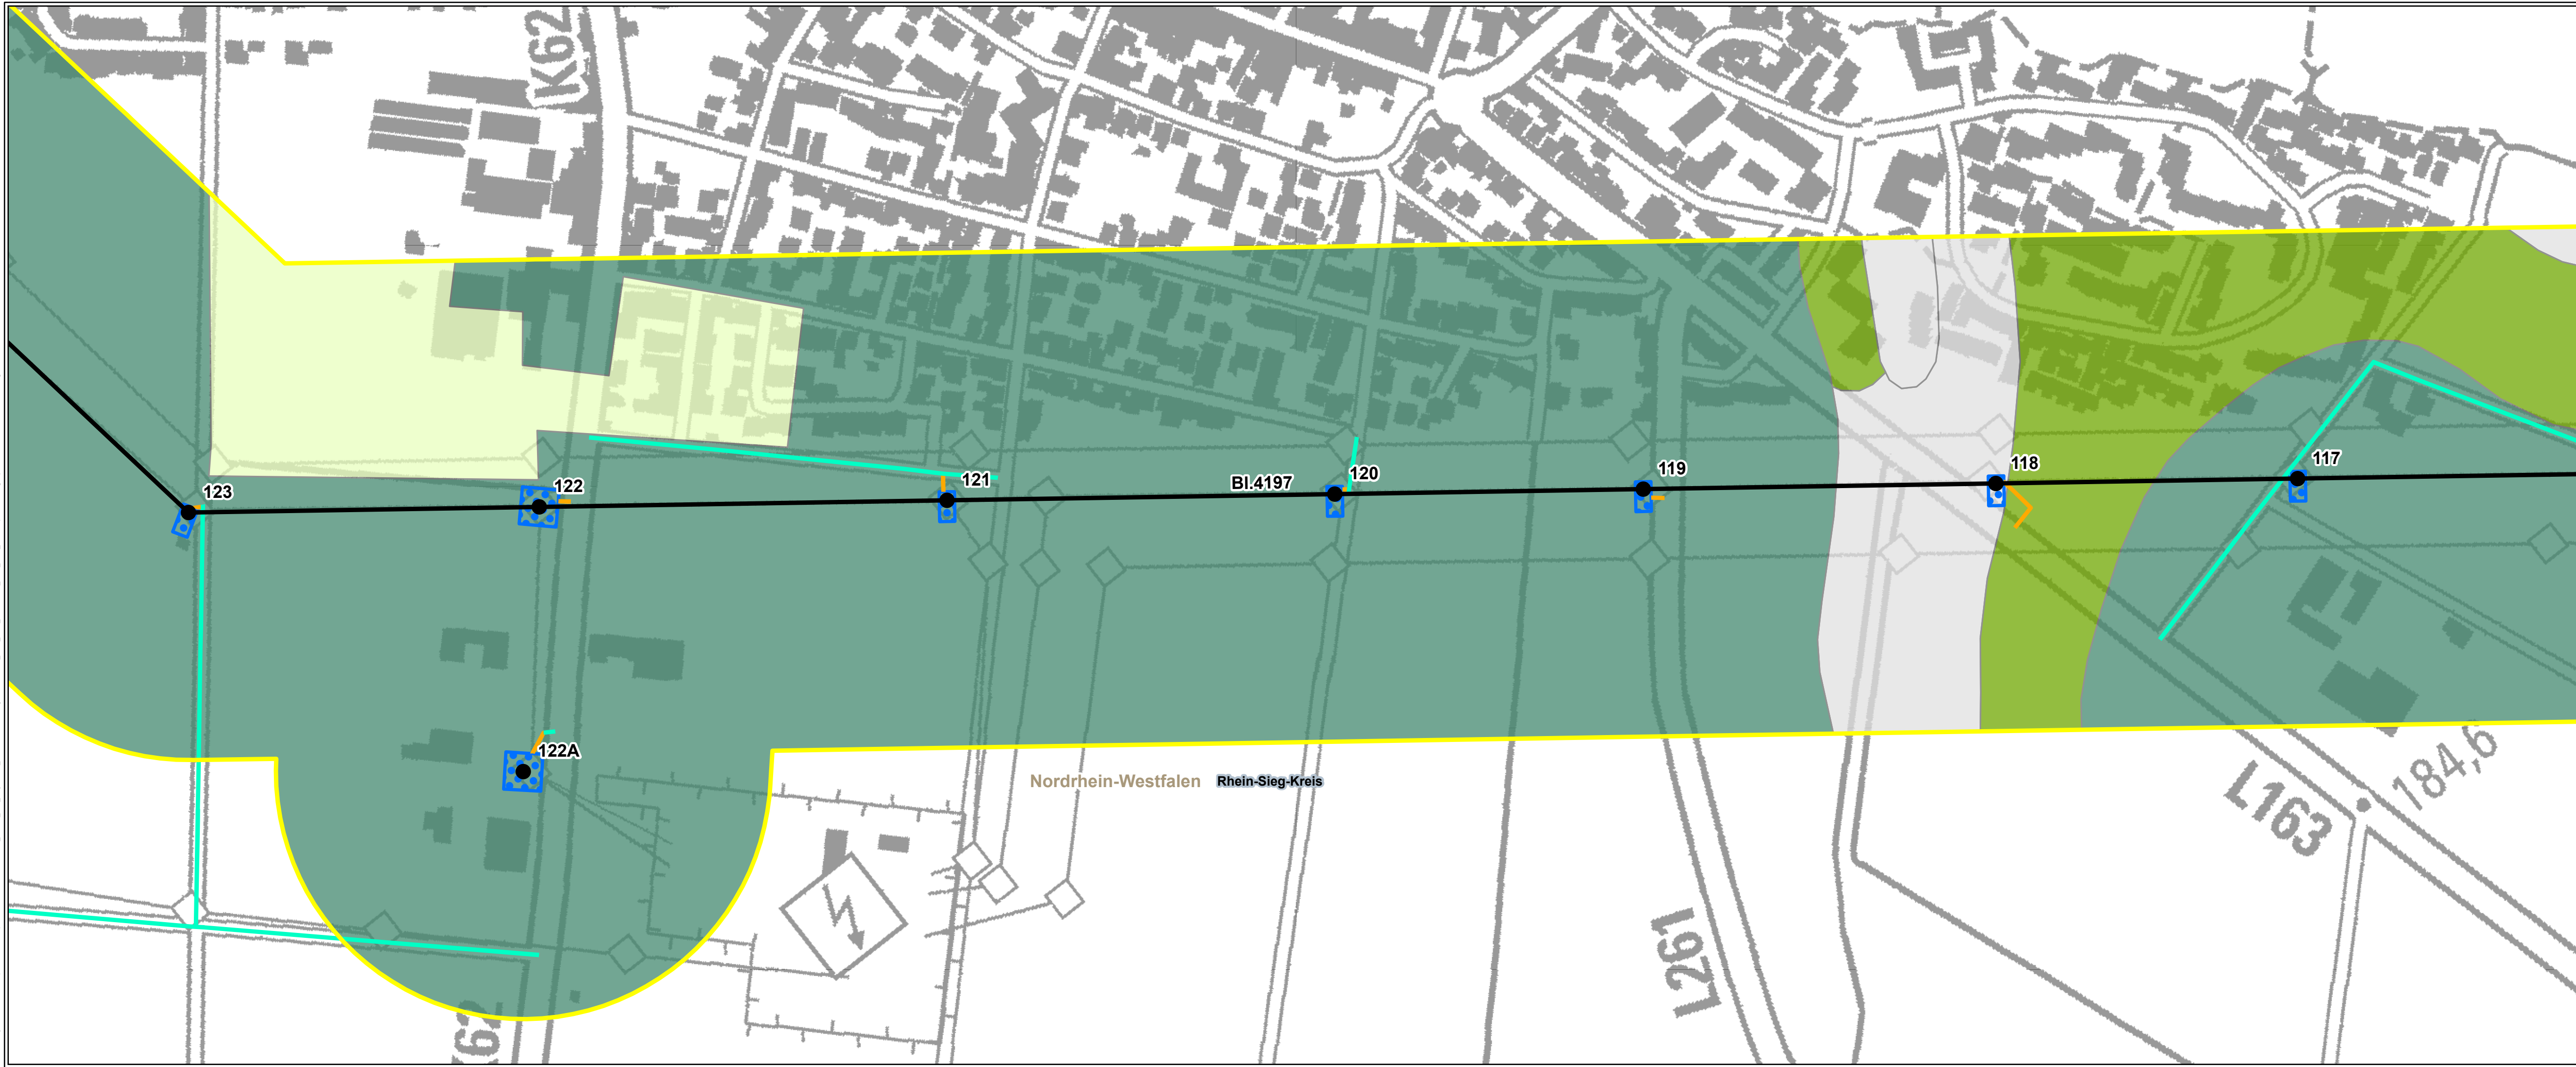 K62
123
122
121
Bl.4197
120
119
118
117
122A
Nordrhein-Westfalen
Rhein-Sieg-Kreis
184,6
L163
L261
K62